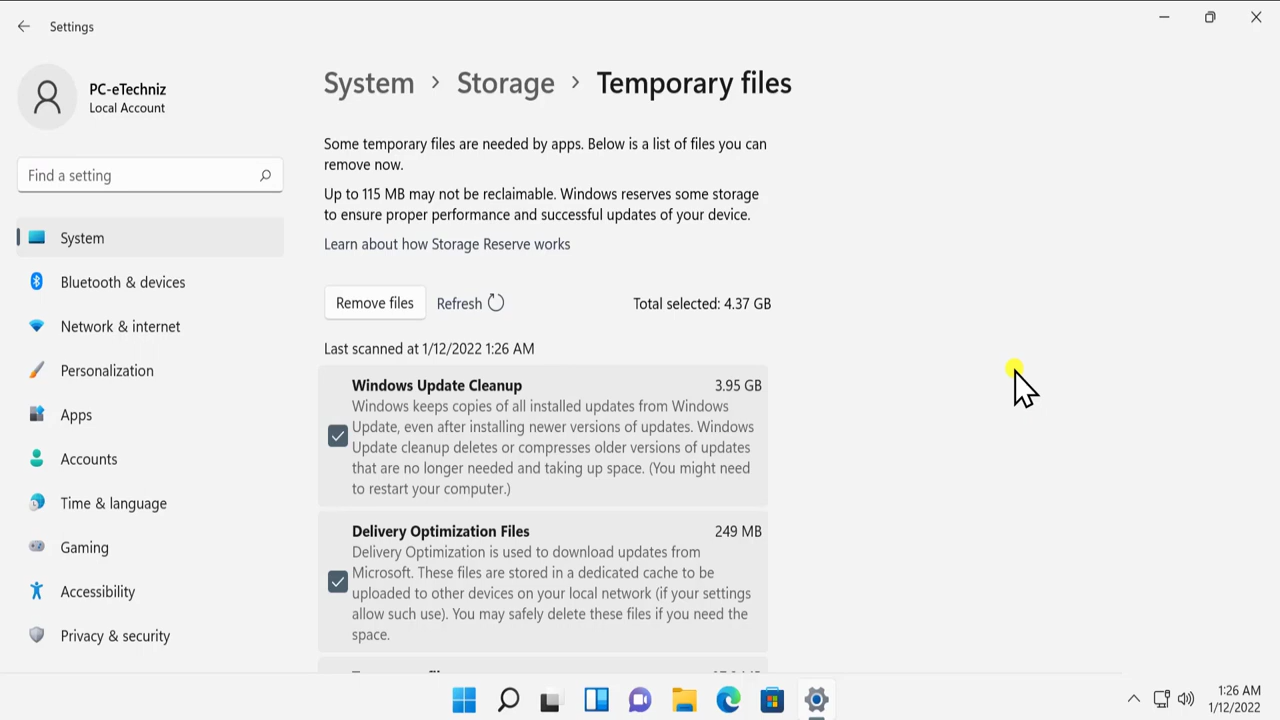 Settings
PC-eTechniz
Local Account
Find a setting
System
Bluetooth & devices
Network & internet
Personalization
Apps
Accounts
Time & language
Gaming
Accessibility
Privacy & security
System > Storage > Temporary files
Some temporary files are needed by apps. Below is a list of files you can
remove now.
Up to 115 MB may not be reclaimable. Windows reserves some storage
to ensure proper performance and successful updates of your device.
Learn about how Storage Reserve works
Remove files Refresh Total selected: 4.37 GB
Last scanned at 1/12/2022 1:26 AM
Windows Update Cleanup 3.95 GB
Windows keeps copies of all installed updates from Windows
Update, even after installing newer versions of updates. Windows
Update cleanup deletes or compresses older versions of updates
that are no longer needed and taking up space. (You might need
to restart your computer.)
Delivery Optimization Files 249 MB
Delivery Optimization is used to download updates from
Microsoft. These files are stored in a dedicated cache to be
uploaded to other devices on your local network (if your settings
allow such use). You may safely delete these files if you need the
space.
1:26 AM
1/12/2022